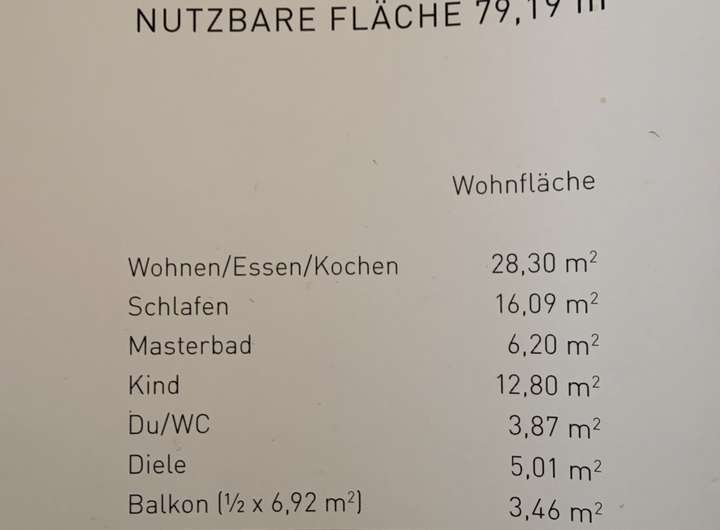 NUTZBARE FLÄCHE 79,19 m
Wohnfläche
Wohnen/Essen/Kochen 28,30 m²
Schlafen 16,09 m²
Masterbad 6,20 m²
Kind 12,80 m²
Du/WC 3,87 m²
Diele 5,01 m²
Balkon (½ x 6,92 m²) 3,46 m²